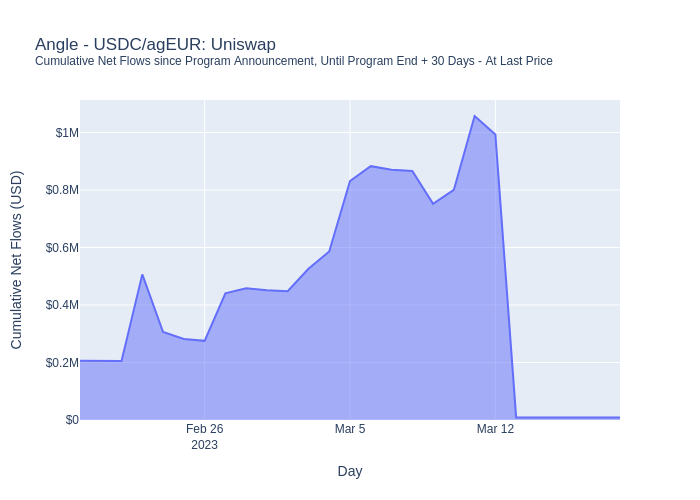 Angle - USDC/agEUR: Uniswap
Cumulative Net Flows since Program Announcement, Until Program End + 30 Days - At Last Price
Cumulative Net Flows (USD)
$1M
$0.8M
$0.6M
$0.4M
$0.2M
$0
Feb 26
2023
Mar 5
Mar 12
Day